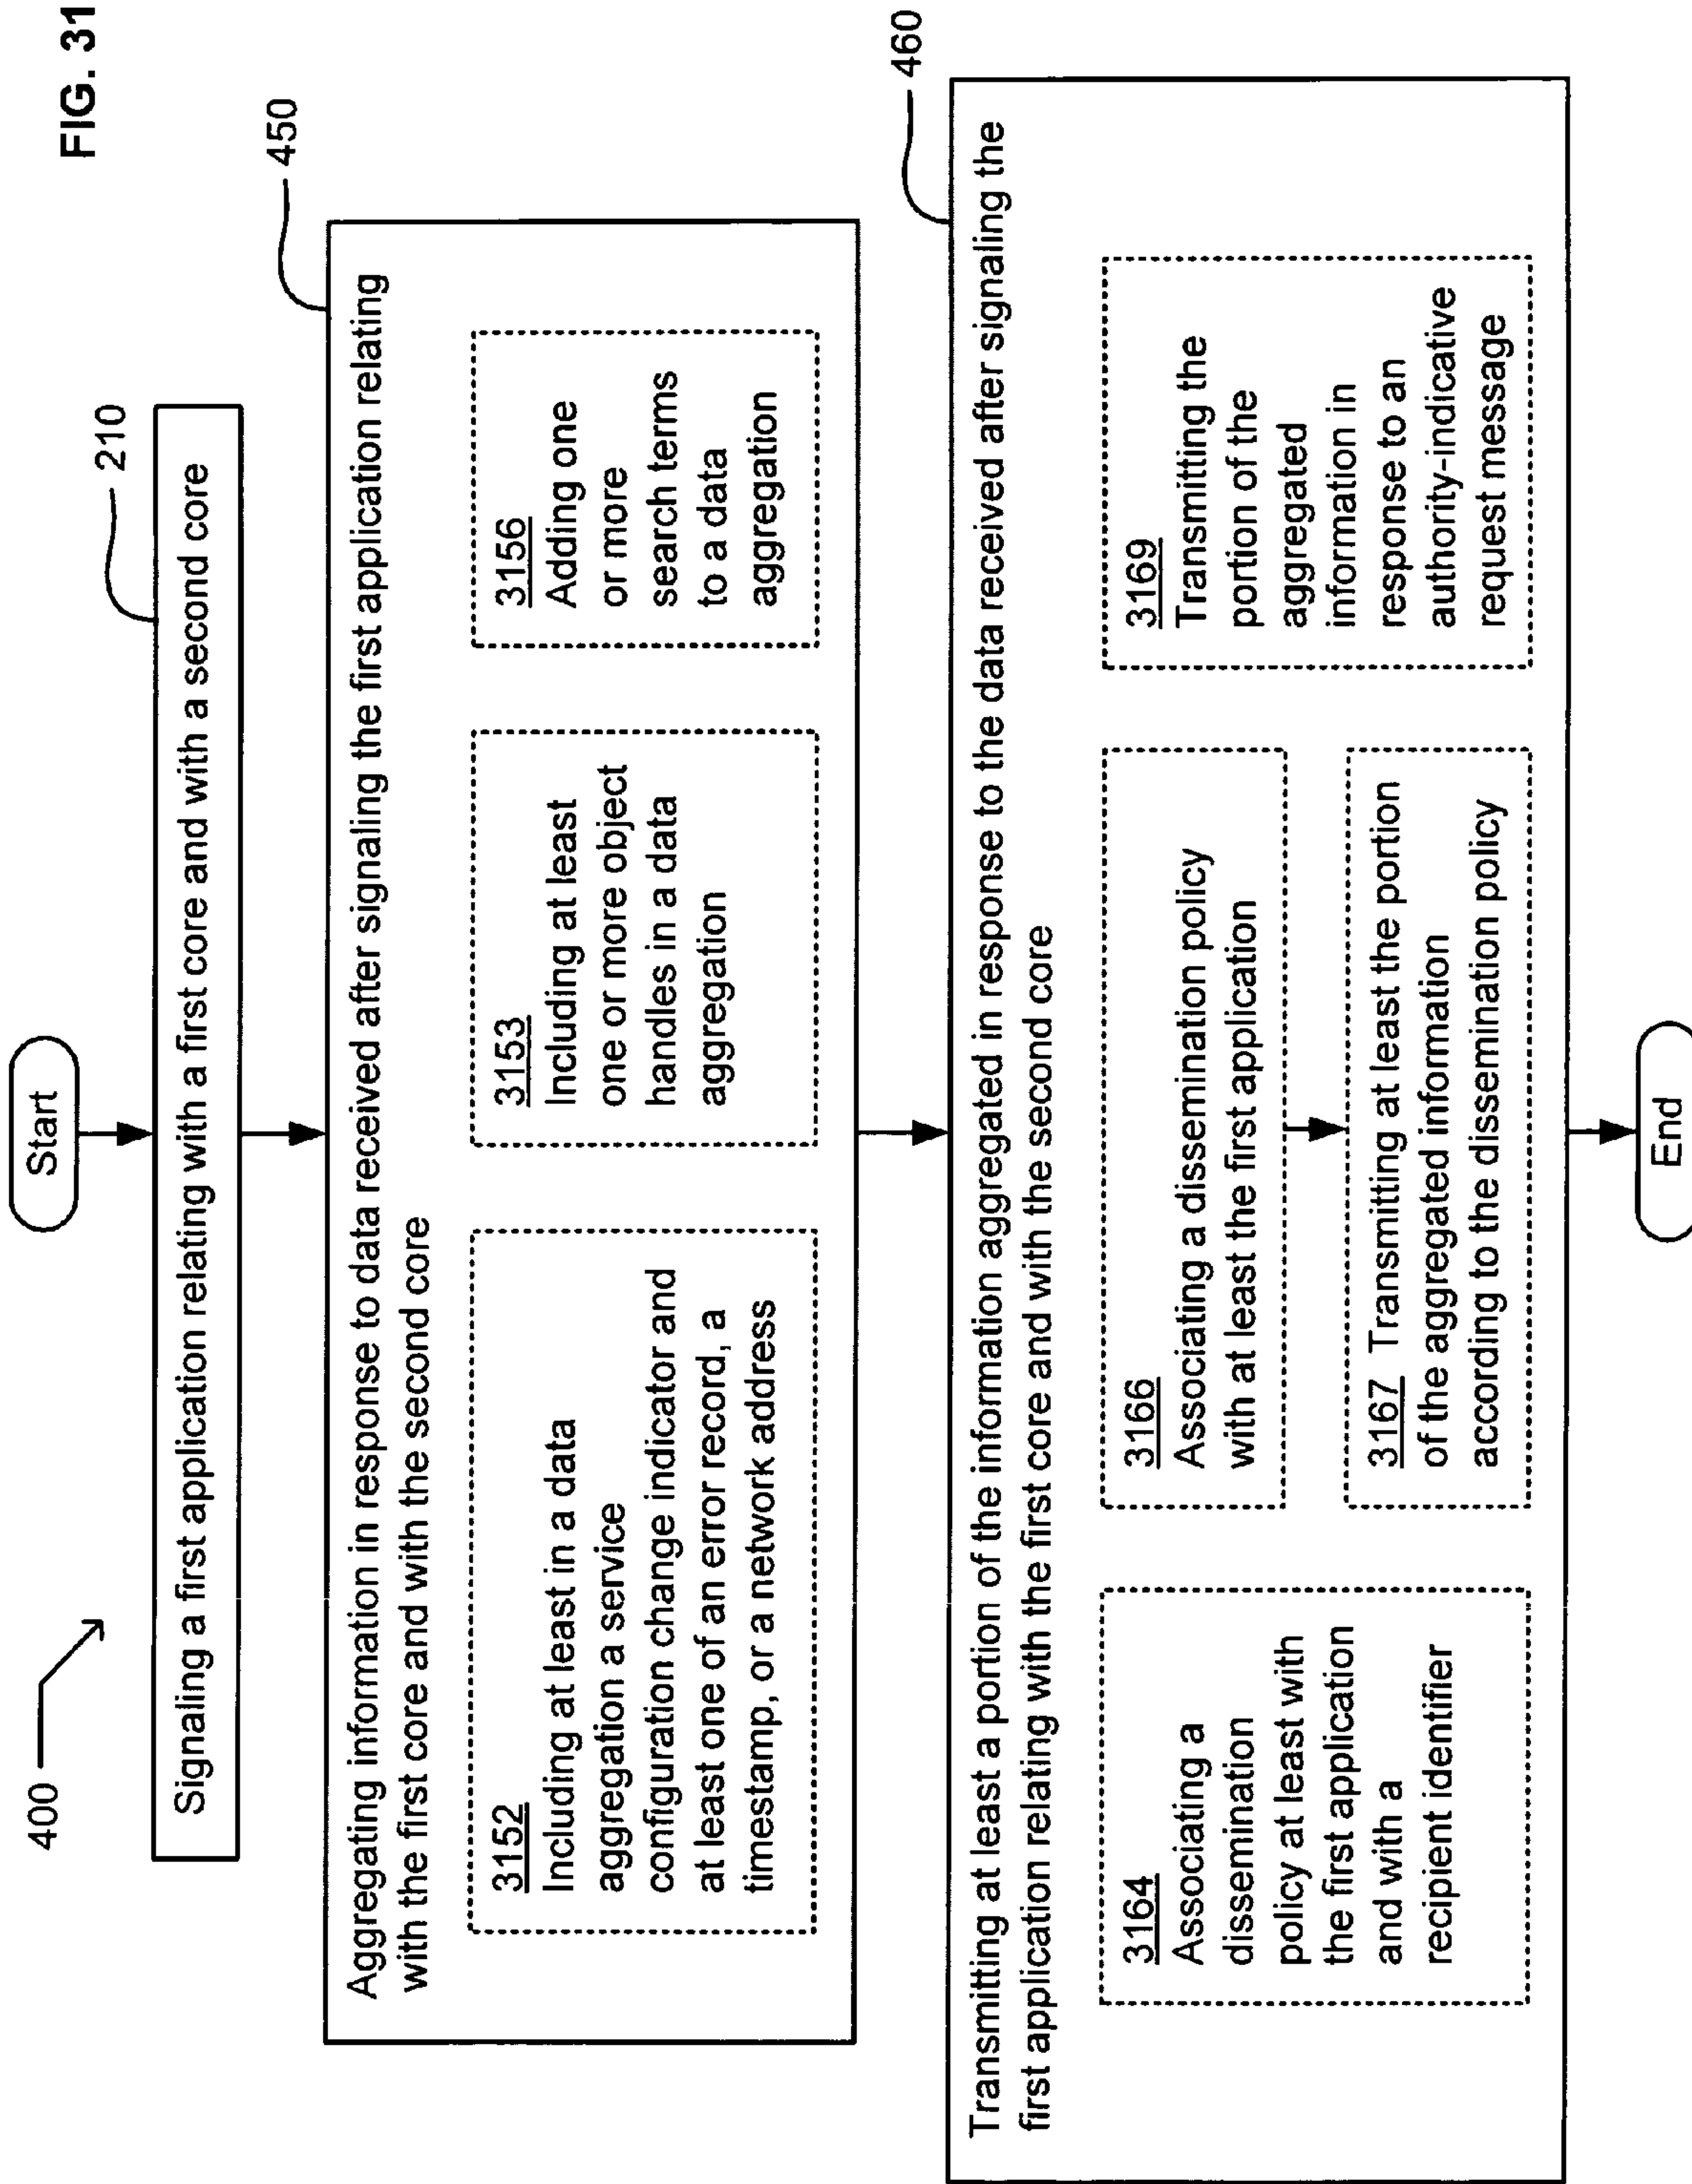 FIG. 31
400
Start
210
Signaling a first application relating with a first core and with a second core
450
Aggregating information in response to data received after signaling the first application relating
with the first core and with the second core
3152
Including at least in a data
aggregation a service
configuration change indicator and
at least one of an error record, a
timestamp, or a network address
3153
Including at least
one or more object
handles in a data
aggregation
3156
Adding one
or more
search terms
to a data
aggregation
460
Transmitting at least a portion of the information aggregated in response to the data received after signaling the
first application relating with the first core and with the second core
3164
Associating a
dissemination
policy at least with
the first application
and with a
recipient identifier
3166
Associating a dissemination policy
with at least the first application
3167 Transmitting at least the portion
of the aggregated information
according to the dissemination policy
3169
Transmitting the
portion of the
aggregated
information in
response to an
authority-indicative
request message
End